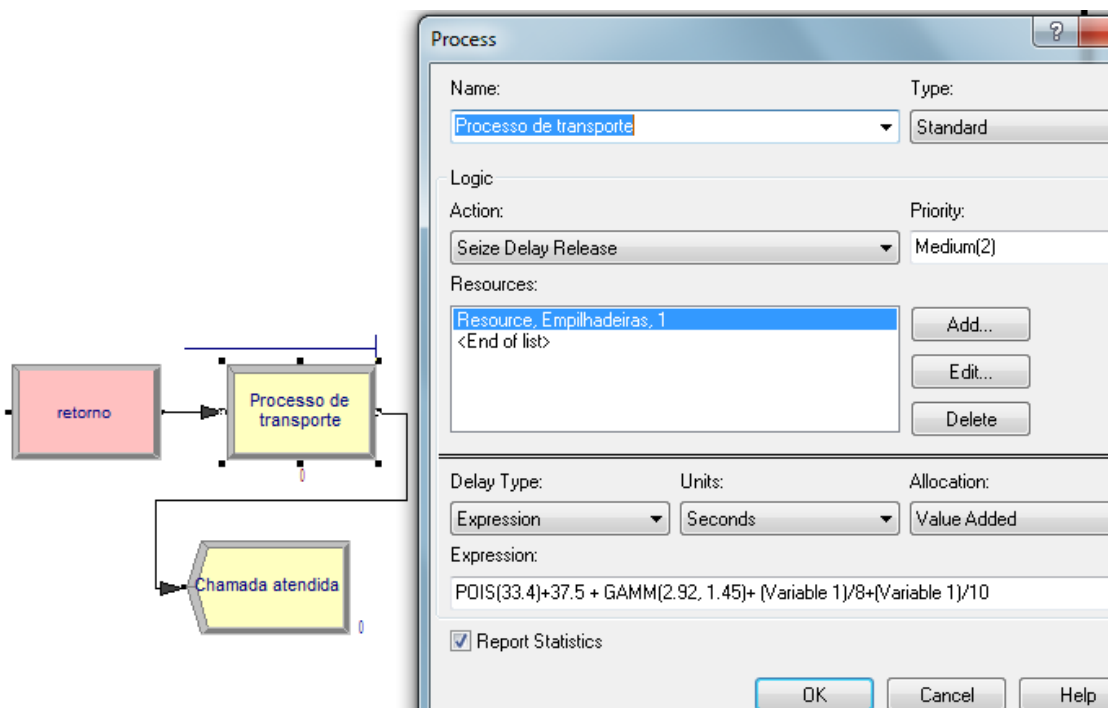 Process
?
Name:
Type:
Processo de transporte
Standard
Logic
Action:
Priority:
Seize Delay Release
Medium(2)
Resources:
Resource, Empilhadeiras, 1
<End of list>
Add...
Edit...
Delete
retorno
Processo de
transporte
0
Chamada atendida
0
Delay Type:
Units:
Allocation:
Expression
Seconds
Value Added
Expression:
POIS(33.4)+37.5 + GAMM(2.92, 1.45)+ (Variable 1)/8+(Variable 1)/10
Report Statistics
OK
Cancel
Help